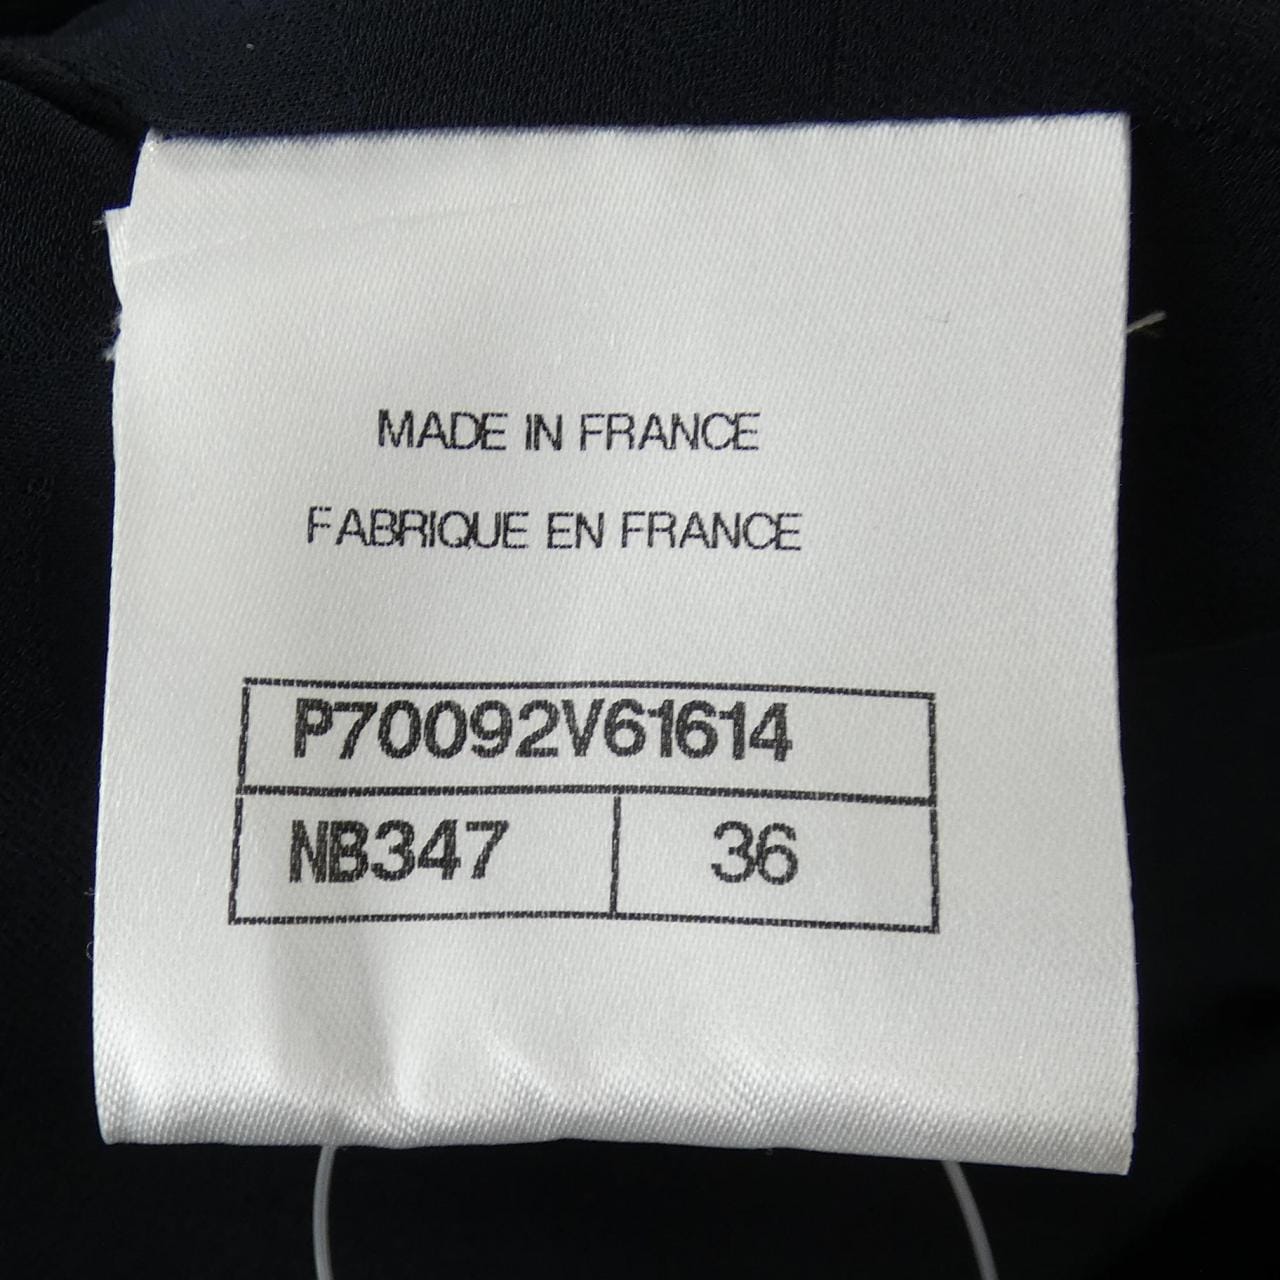 MADE IN FRANCE
FABRIQUE EN FRANCE
P70092V61614
NB347 36